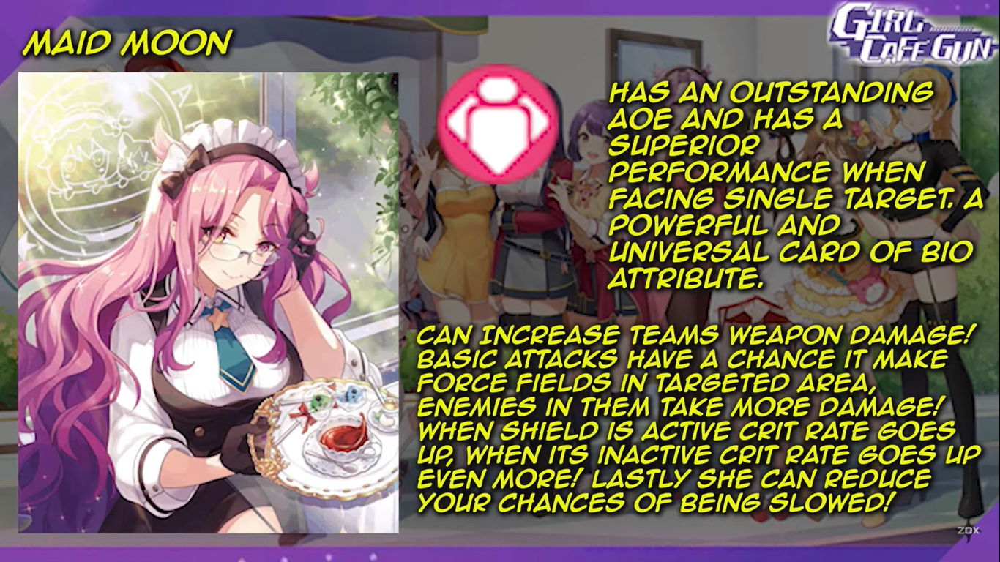 MAID MOON
GIRL
CAFE GUN
HAS AN OUTSTANDING
AOE AND HAS A
SUPERIOR
PERFORMANCE WHEN
FACING SINGLE TARGET. A
POWERFUL AND
UNIVERSAL CARD OF BIO
ATTRIBUTE.
CAN INCREASE TEAMS WEAPON DAMAGE!
BASIC ATTACKS HAVE A CHANCE IT MAKE
FORCE FIELDS IN TARGETED AREA,
ENEMIES IN THEM TAKE MORE DAMAGE!
WHEN SHIELD IS ACTIVE CRIT RATE GOES
UP, WHEN ITS INACTIVE CRIT RATE GOES UP
EVEN MORE! LASTLY SHE CAN REDUCE
YOUR CHANCES OF BEING SLOWED!
ZOX